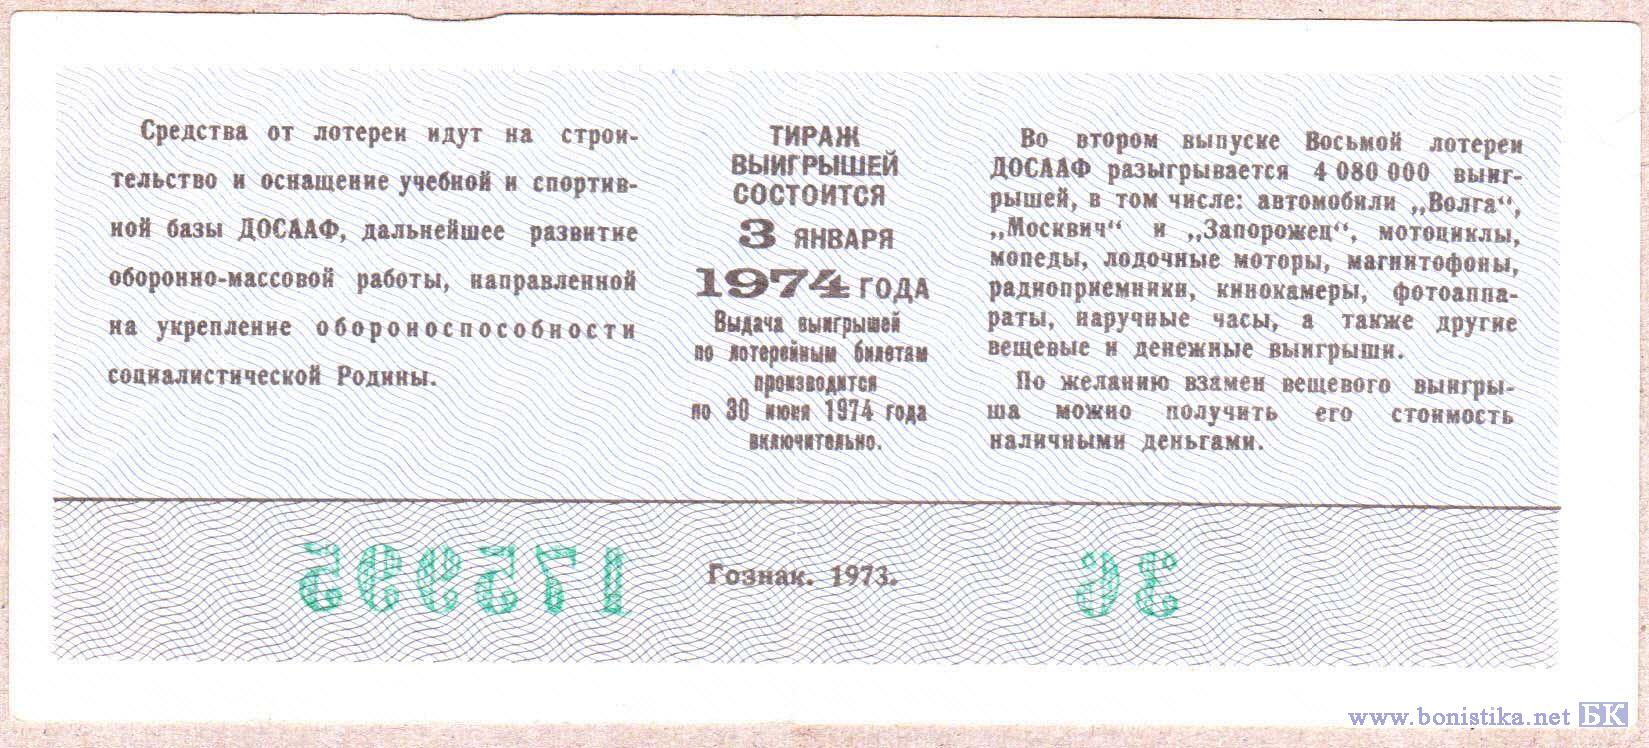 Средства от лотереи идут на строи-
тельство и оснащение учебной и спортив-
ной базы ДОСААФ, дальнейшее развитие
оборонно-массовой работы, направленной
на укрепление обороноспособности
социалистической Родины.
ТИРАЖ
ВЫИГРЫШЕЙ
СОСТОИТСЯ
3 ЯНВАРЯ
1974 ГОДА
Выдача выигрышей
по лотерейным билетам
производится
по 30 июня 1974 года
включительно.
Во втором выпуске Восьмой лотереи
ДОСААФ разыгрывается 4 080 000 выиг-
рышей, в том числе: автомобили „Волга“,
„Москвич“ и „Запорожец“, мотоциклы,
мопеды, лодочные моторы, магнитофоны,
радиоприемники, кинокамеры, фотоаппа-
раты, наручные часы, а также другие
вещевые и денежные выигрыши.
По желанию взамен вещевого выигры-
ша можно получить его стоимость
наличными деньгами.
175995
Гознак. 1973.
36
www.bonistika.net БК